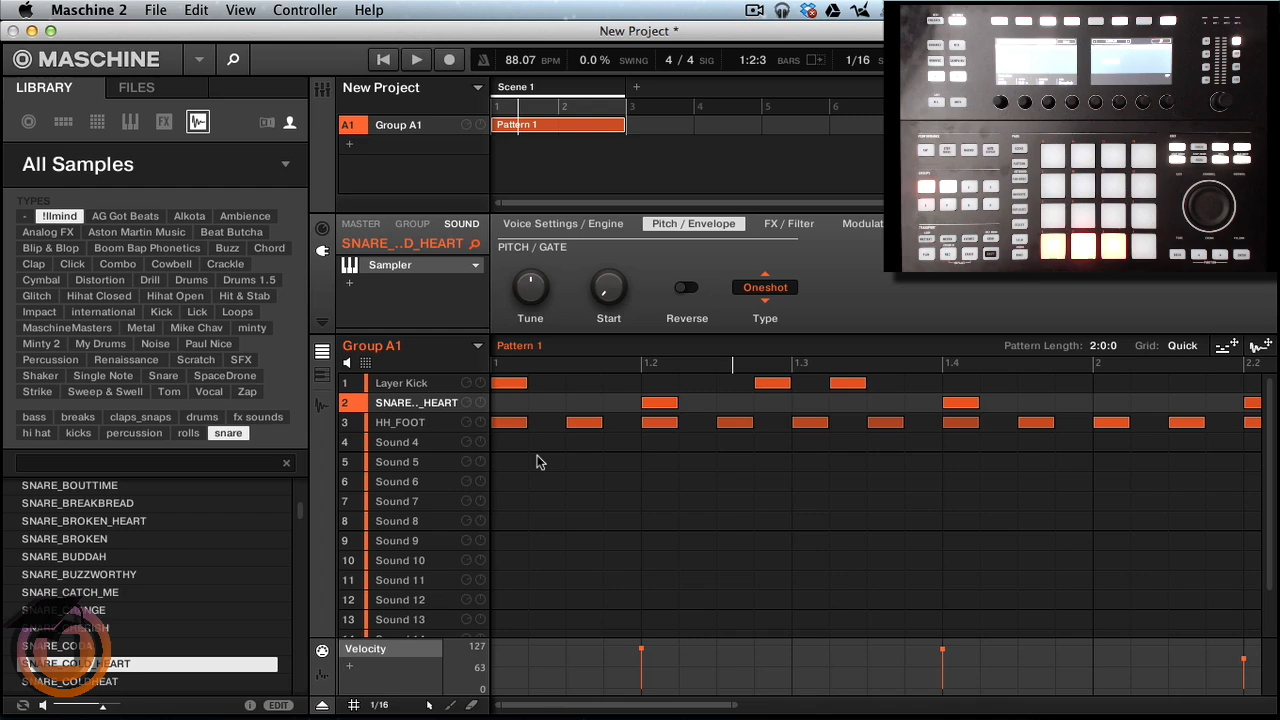 Maschine 2 File Edit View Controller Help
New Project *
MASCHINE
88.07 BPM 0.0 % SWING 4 / 4 SIG 1:2:3 BARS 1/16
LIBRARY FILES
New Project
Scene 1 +
1 2 3 4 5 6
A1 Group A1
Pattern 1
+
FX
All Samples
TYPES
- !llmind AG Got Beats Alkota Ambience
Analog FX Aston Martin Music Beat Butcha
Blip & Blop Boom Bap Phonetics Buzz Chord
Clap Click Combo Cowbell Crackle
Cymbal Distortion Drill Drums Drums 1.5
Glitch Hihat Closed Hihat Open Hit & Stab
Impact international Kick Lick Loops
MaschineMasters Metal Mike Chav minty
Minty 2 My Drums Noise Paul Nice
Percussion Renaissance Scratch SFX
Shaker Single Note Snare SpaceDrone
Strike Sweep & Swell Tom Vocal Zap
bass breaks claps_snaps drums fx sounds
hi hat kicks percussion rolls snare
MASTER GROUP SOUND
SNARE_..D_HEART
Sampler
+
Voice Settings / Engine Pitch / Envelope FX / Filter Modulat
PITCH / GATE
Oneshot
Tune Start Reverse Type
Group A1
Pattern 1 Pattern Length: 2:0:0 Grid: Quick
1 1.2 1.3 1.4 2 2.2
1 Layer Kick
2 SNARE.._HEART
3 HH_FOOT
4 Sound 4
5 Sound 5
6 Sound 6
7 Sound 7
8 Sound 8
9 Sound 9
10 Sound 10
11 Sound 11
12 Sound 12
13 Sound 13
SNARE_BOUTTIME
SNARE_BREAKBREAD
SNARE_BROKEN_HEART
SNARE_BROKEN
SNARE_BUDDAH
SNARE_BUZZWORTHY
SNARE_CATCH_ME
SNARE_CHANGE
SNARE_CHERISH
SNARE_CODA
SNARE_COLD_HEART
SNARE_COLDHEAT
EDIT
Velocity
+
127
63
0
1/16